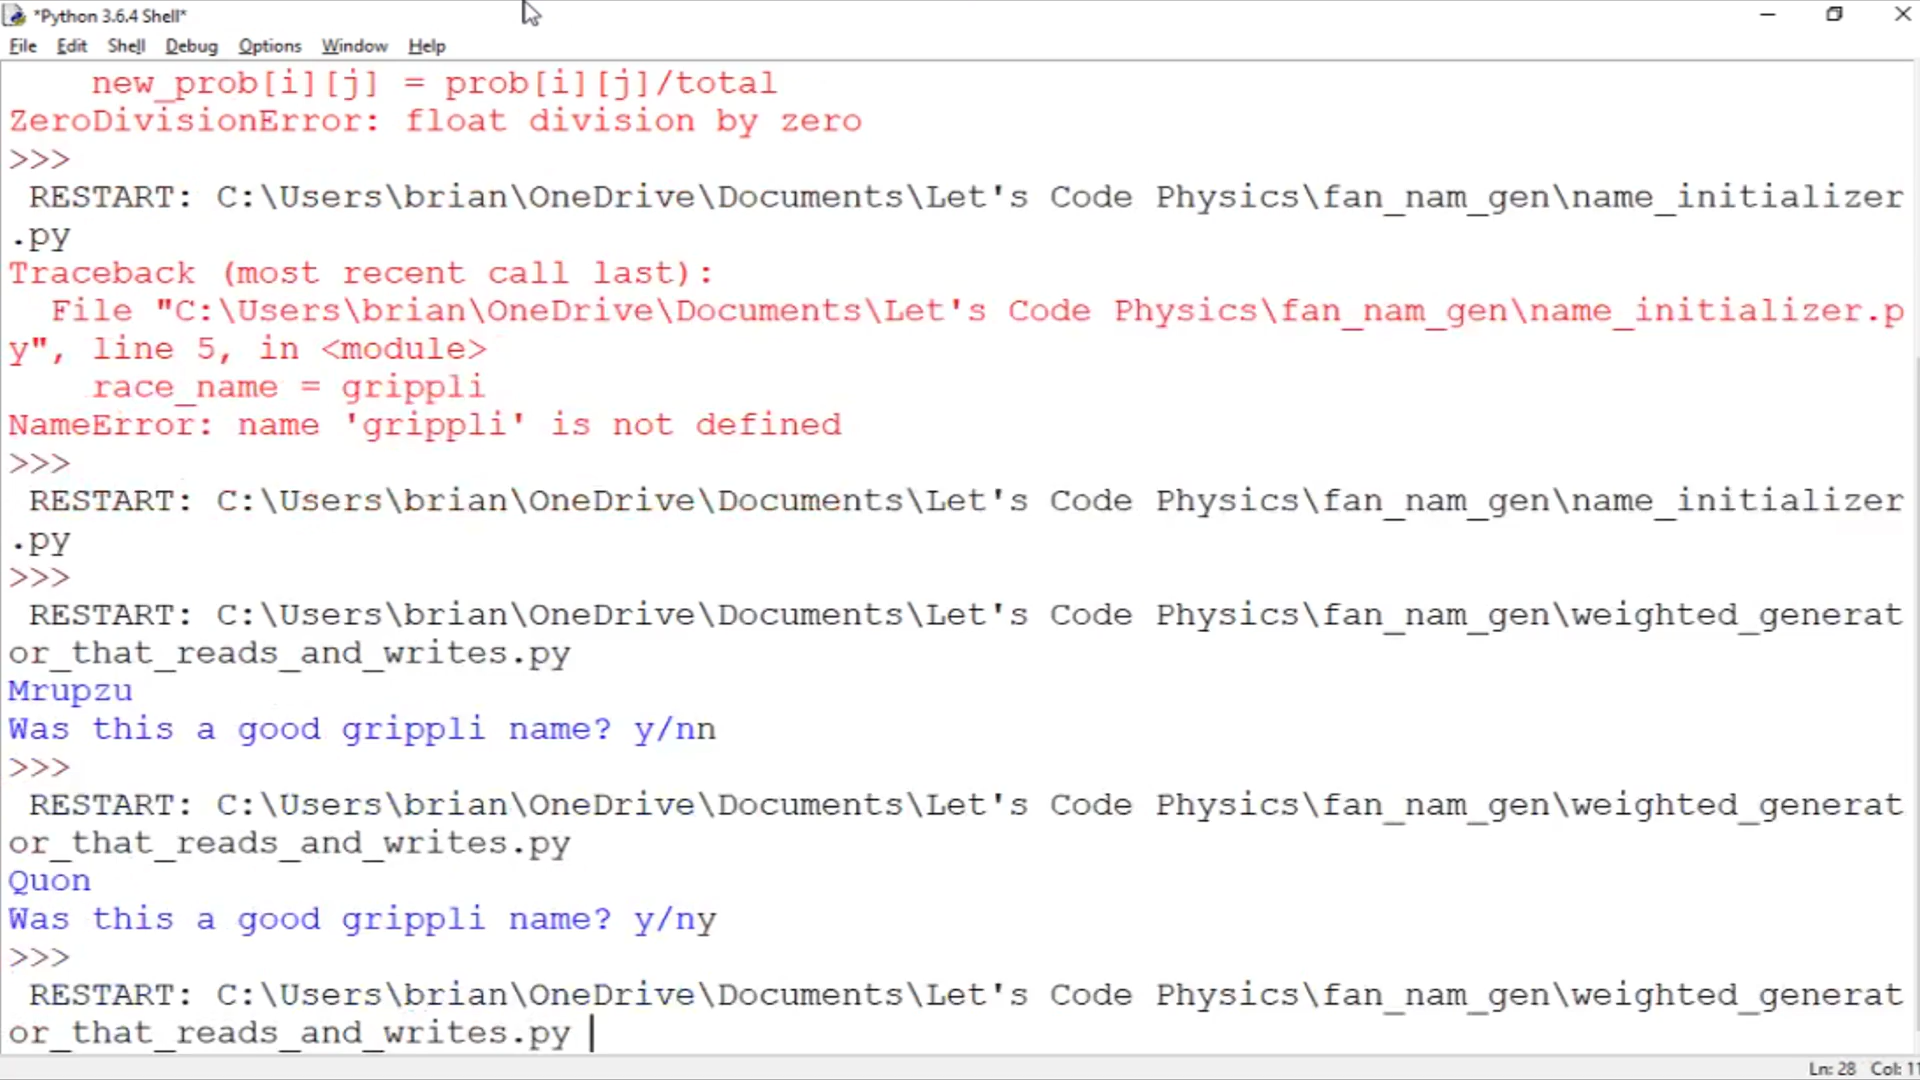 *Python 3.6.4 Shell*
File Edit Shell Debug Options Window Help
new_prob[i][j] = prob[i][j]/total
ZeroDivisionError: float division by zero
>>>
RESTART: C:\Users\brian\OneDrive\Documents\Let's Code Physics\fan_nam_gen\name_initializer
.py
Traceback (most recent call last):
File "C:\Users\brian\OneDrive\Documents\Let's Code Physics\fan_nam_gen\name_initializer.p
y", line 5, in <module>
race_name = grippli
NameError: name 'grippli' is not defined
>>>
RESTART: C:\Users\brian\OneDrive\Documents\Let's Code Physics\fan_nam_gen\name_initializer
.py
>>>
RESTART: C:\Users\brian\OneDrive\Documents\Let's Code Physics\fan_nam_gen\weighted_generat
or_that_reads_and_writes.py
Mrupzu
Was this a good grippli name? y/nn
>>>
RESTART: C:\Users\brian\OneDrive\Documents\Let's Code Physics\fan_nam_gen\weighted_generat
or_that_reads_and_writes.py
Quon
Was this a good grippli name? y/ny
>>>
RESTART: C:\Users\brian\OneDrive\Documents\Let's Code Physics\fan_nam_gen\weighted_generat
or_that_reads_and_writes.py
Ln: 28 Col: